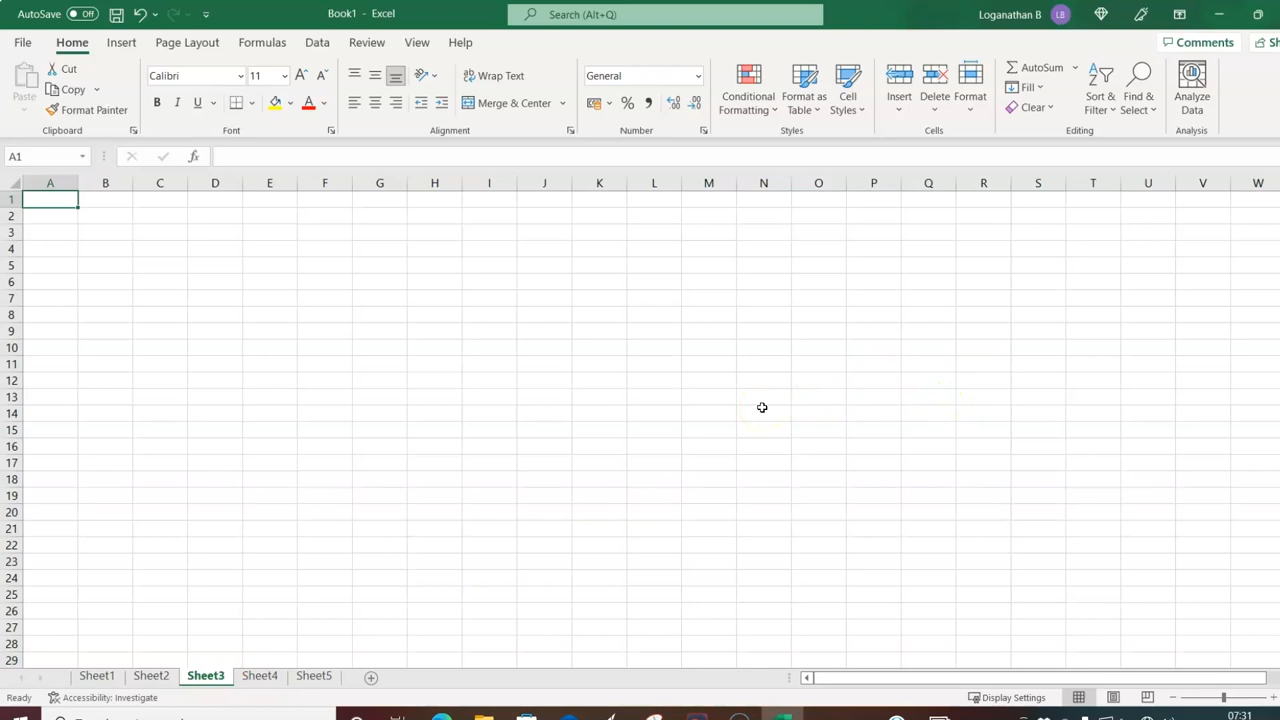 AutoSave Off Book1 - Excel Search (Alt+Q) Loganathan B LB
File Home Insert Page Layout Formulas Data Review View Help Comments
Paste Cut Copy Format Painter Clipboard
Calibri 11 B I U A Font
Wrap Text Merge & Center Alignment
General % Number
Conditional Formatting Format as Table Cell Styles Styles
Insert Delete Format Cells
AutoSum Fill Clear Sort & Filter Find & Select Editing
Analyze Data Analysis
A1 fx
A B C D E F G H I J K L M N O P Q R S T U V W
1
2
3
4
5
6
7
8
9
10
11
12
13
14
15
16
17
18
19
20
21
22
23
24
25
26
27
28
29
Sheet1 Sheet2 Sheet3 Sheet4 Sheet5
Ready Accessibility: Investigate Display Settings
07:31